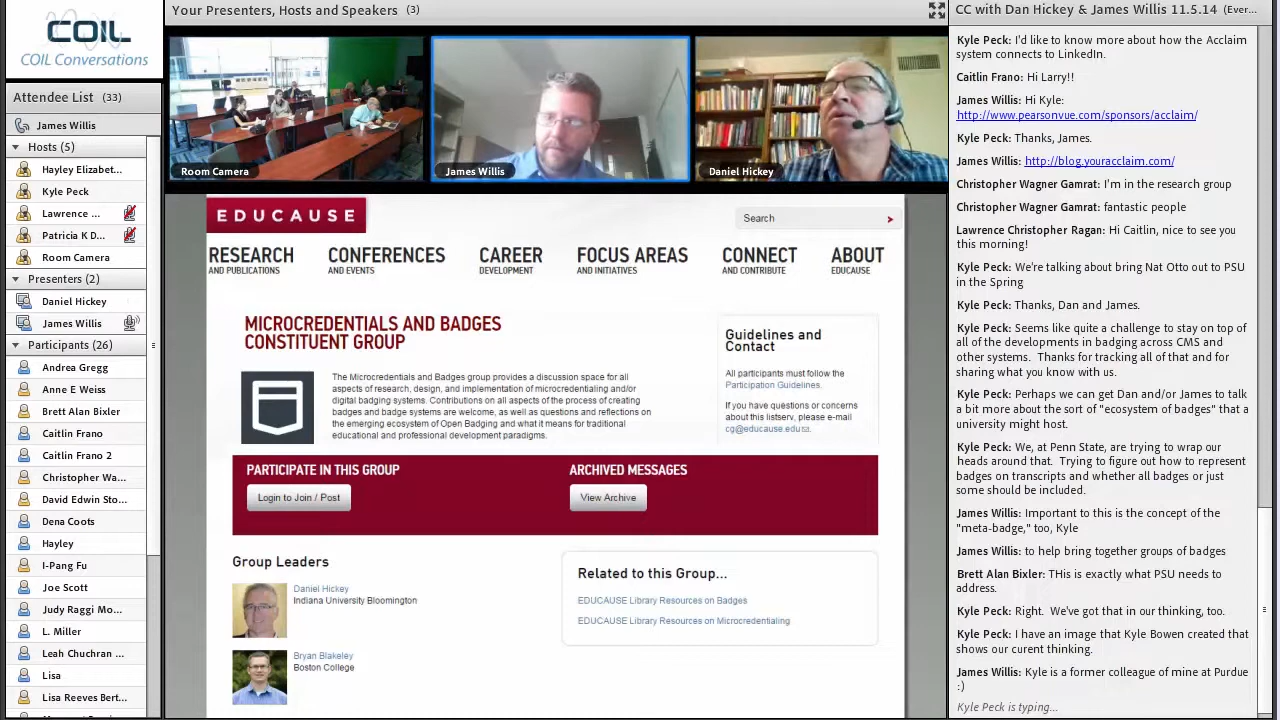 COIL
COIL Conversations
Attendee List (33)
James Willis
Hosts (5)
Hayley Elizabet...
Kyle Peck
Lawrence ...
Patricia K D...
Room Camera
Presenters (2)
Daniel Hickey
James Willis
Participants (26)
Andrea Gregg
Anne E Weiss
Brett Alan Bixler
Caitlin Frano
Caitlin Frano 2
Christopher Wa...
David Edwin Sto...
Dena Coots
Hayley
I-Pang Fu
Joe Scott
Judy Raggi Mo...
L. Miller
Leah Chuchran ...
Lisa
Lisa Reeves Bert...
Your Presenters, Hosts and Speakers (3)
Room Camera
James Willis
Daniel Hickey
EDUCAUSE
Search
RESEARCH
AND PUBLICATIONS
CONFERENCES
AND EVENTS
CAREER
DEVELOPMENT
FOCUS AREAS
AND INITIATIVES
CONNECT
AND CONTRIBUTE
ABOUT
EDUCAUSE
MICROCREDENTIALS AND BADGES
CONSTITUENT GROUP
The Microcredentials and Badges group provides a discussion space for all
aspects of research, design, and implementation of microcredentialing and/or
digital badging systems. Contributions on all aspects of the process of creating
badges and badge systems are welcome, as well as questions and reflections on
the emerging ecosystem of Open Badging and what it means for traditional
educational and professional development paradigms.
Guidelines and
Contact
All participants must follow the
Participation Guidelines.
If you have questions or concerns
about this listserv, please e-mail
cg@educause.edu
PARTICIPATE IN THIS GROUP
Login to Join / Post
ARCHIVED MESSAGES
View Archive
Group Leaders
Daniel Hickey
Indiana University Bloomington
Bryan Blakeley
Boston College
Related to this Group...
EDUCAUSE Library Resources on Badges
EDUCAUSE Library Resources on Microcredentialing
CC with Dan Hickey & James Willis 11.5.14 (Ever...
Kyle Peck: I'd like to know more about how the Acclaim
system connects to LinkedIn.
Caitlin Frano: Hi Larry!!
James Willis: Hi Kyle:
http://www.pearsonvue.com/sponsors/acclaim/
Kyle Peck: Thanks, James.
James Willis: http://blog.youracclaim.com/
Christopher Wagner Gamrat: I'm in the research group
Christopher Wagner Gamrat: fantastic people
Lawrence Christopher Ragan: Hi Caitlin, nice to see you
this morning!
Kyle Peck: We're talking about bring Nat Otto out to PSU
in the Spring
Kyle Peck: Thanks, Dan and James.
Kyle Peck: Seems like quite a challenge to stay on top of
all of the developments in badging across CMS and
other systems. Thanks for tracking all of that and for
sharing what you know with us.
Kyle Peck: Perhaps we can get Dan and/or James to talk
a bit more about the sort of "ecosystem of badges" that a
university might host.
Kyle Peck: We, at Penn State, are trying to wrap our
heads around that. Trying to figure out how to represent
badges on transcripts and whether all badges or just
some should be included.
James Willis: Important to this is the concept of the
"meta-badge," too, Kyle
James Willis: to help bring together groups of badges
Brett Alan Bixler: THis is exactly what PSU needs to
address.
Kyle Peck: Right. We've got that in our thinking, too.
Kyle Peck: I have an image that Kyle Bowen created that
shows our current thinking.
James Willis: Kyle is a former colleague of mine at Purdue
:)
Kyle Peck is typing...